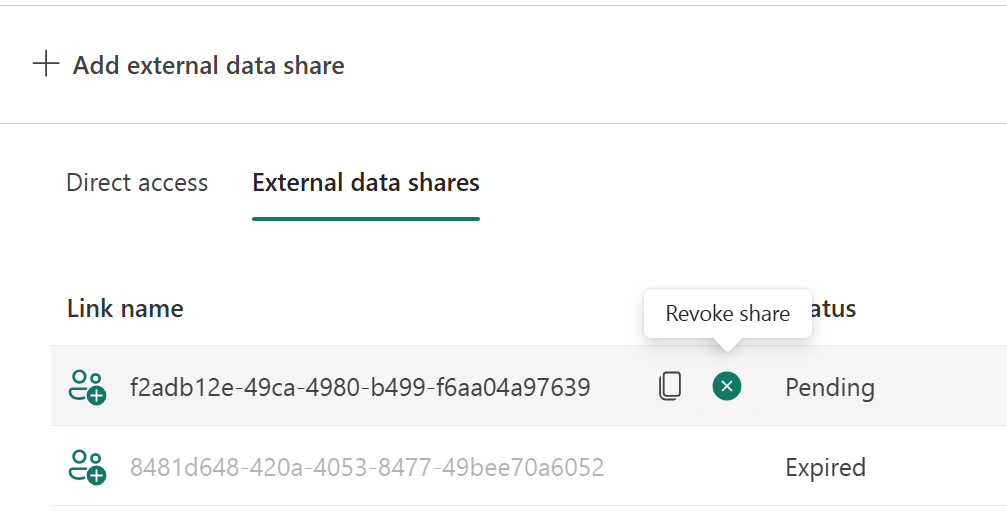 Add external data share
Direct access External data shares
Link name
Revoke share
f2adb12e-49ca-4980-b499-f6aa04a97639 Pending
8481d648-420a-4053-8477-49bee70a6052 Expired